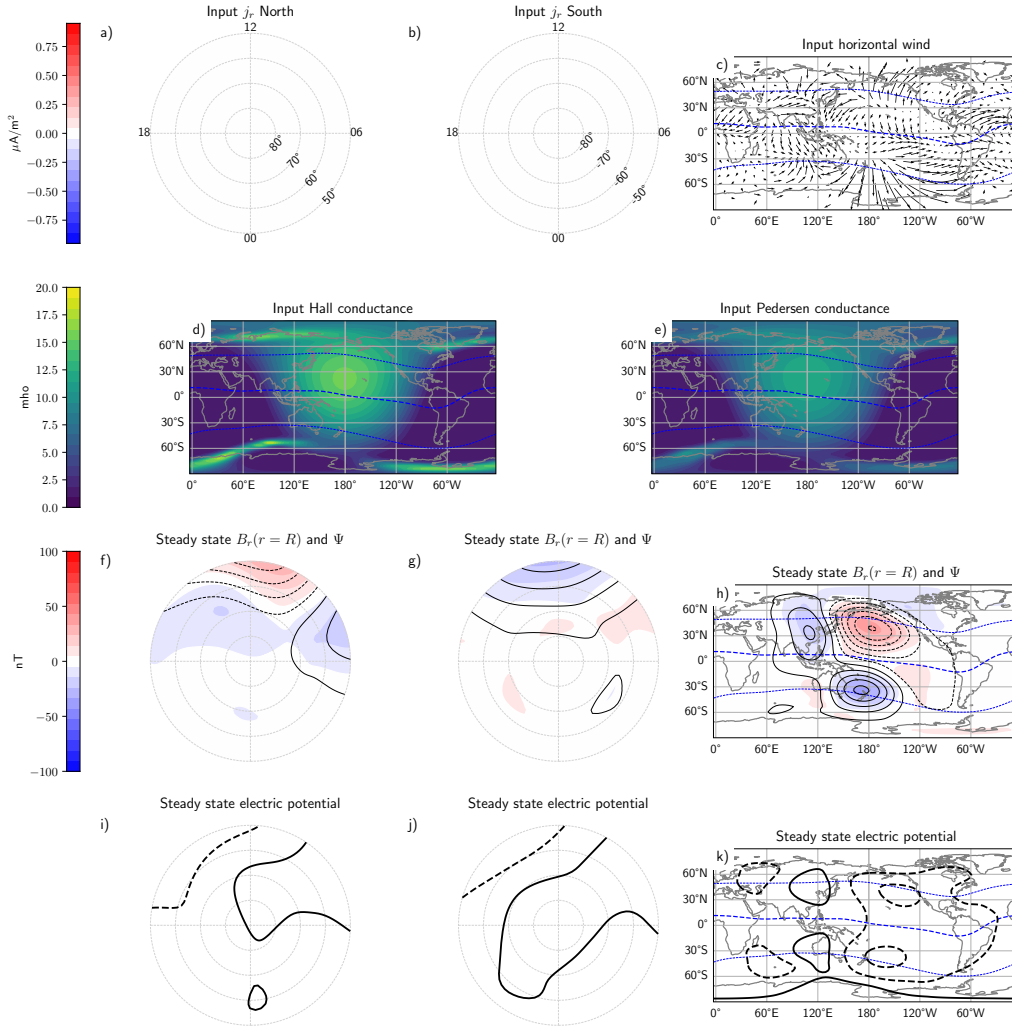 Input j_r North
Input j_r South
a)
b)
12
12
18
06
18
06
00
00
80°
70°
60°
50°
-80°
-70°
-60°
-50°
0.75
0.50
0.25
0.00
−0.25
−0.50
−0.75
μA/m²
Input horizontal wind
c)
60°N
30°N
0°
30°S
60°S
0° 60°E 120°E 180° 120°W 60°W
20.0
17.5
15.0
12.5
10.0
7.5
5.0
2.5
0.0
mho
Input Hall conductance
d)
60°N
30°N
0°
30°S
60°S
0° 60°E 120°E 180° 120°W 60°W
Input Pedersen conductance
e)
60°N
30°N
0°
30°S
60°S
0° 60°E 120°E 180° 120°W 60°W
100
75
50
25
0
−25
−50
−75
−100
nT
Steady state B_r(r = R) and Ψ
f)
Steady state B_r(r = R) and Ψ
g)
Steady state B_r(r = R) and Ψ
h)
60°N
30°N
0°
30°S
60°S
0° 60°E 120°E 180° 120°W 60°W
Steady state electric potential
i)
Steady state electric potential
j)
Steady state electric potential
k)
60°N
30°N
0°
30°S
60°S
0° 60°E 120°E 180° 120°W 60°W